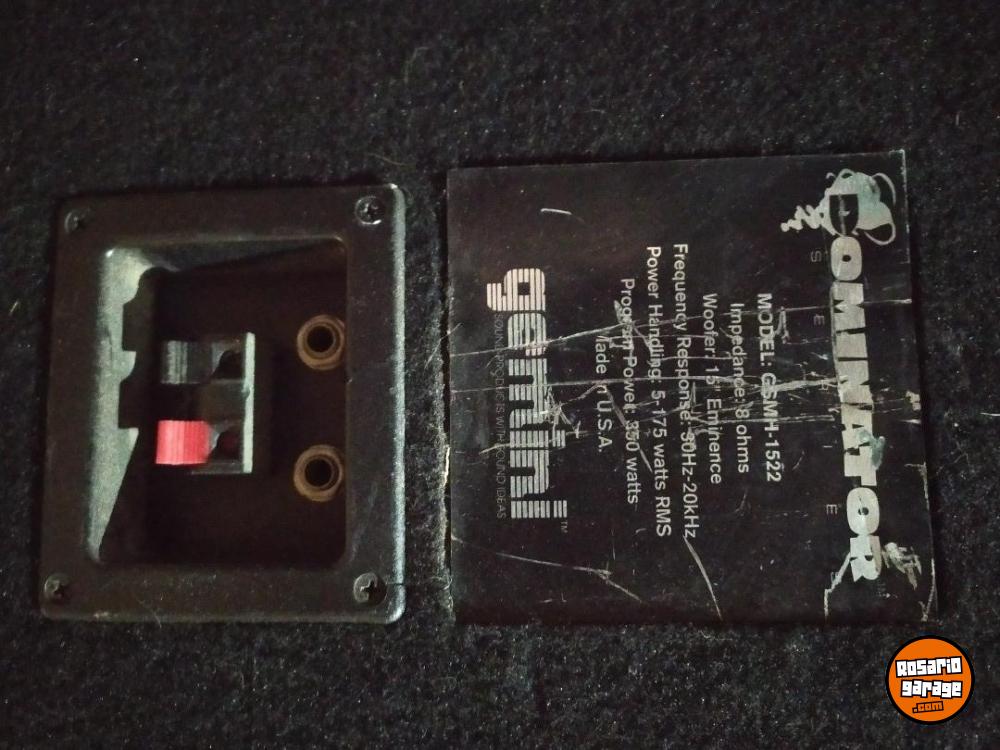 DOMINATOR
SERIES
MODEL: GSMH-1522
Impedance: 8 ohms
Woofer: 15" Eminence
Frequency Response: 30Hz-20kHz
Power Handling: 5-175 watts RMS
Program Power: 350 watts
Made in U.S.A.
gemini™
SOUND PRODUCTS WITH SOUND IDEAS
Rosario
garage
.com